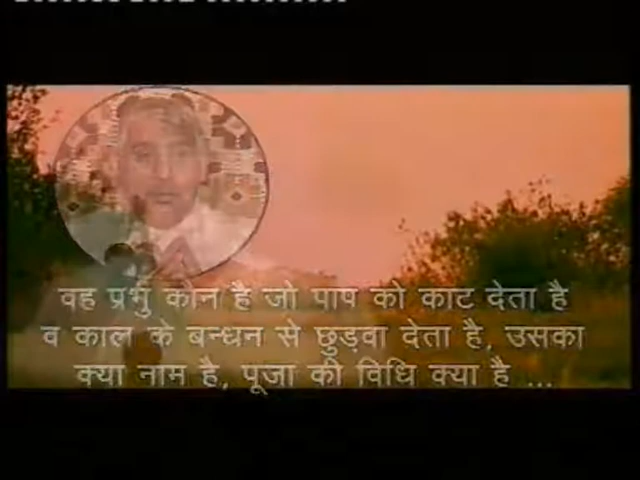 वह प्रभु कौन है जो पाप को काट देता है
व काल के बन्धन से छुड़वा देता है, उसका
क्या नाम है, पूजा की विधि क्या है ...